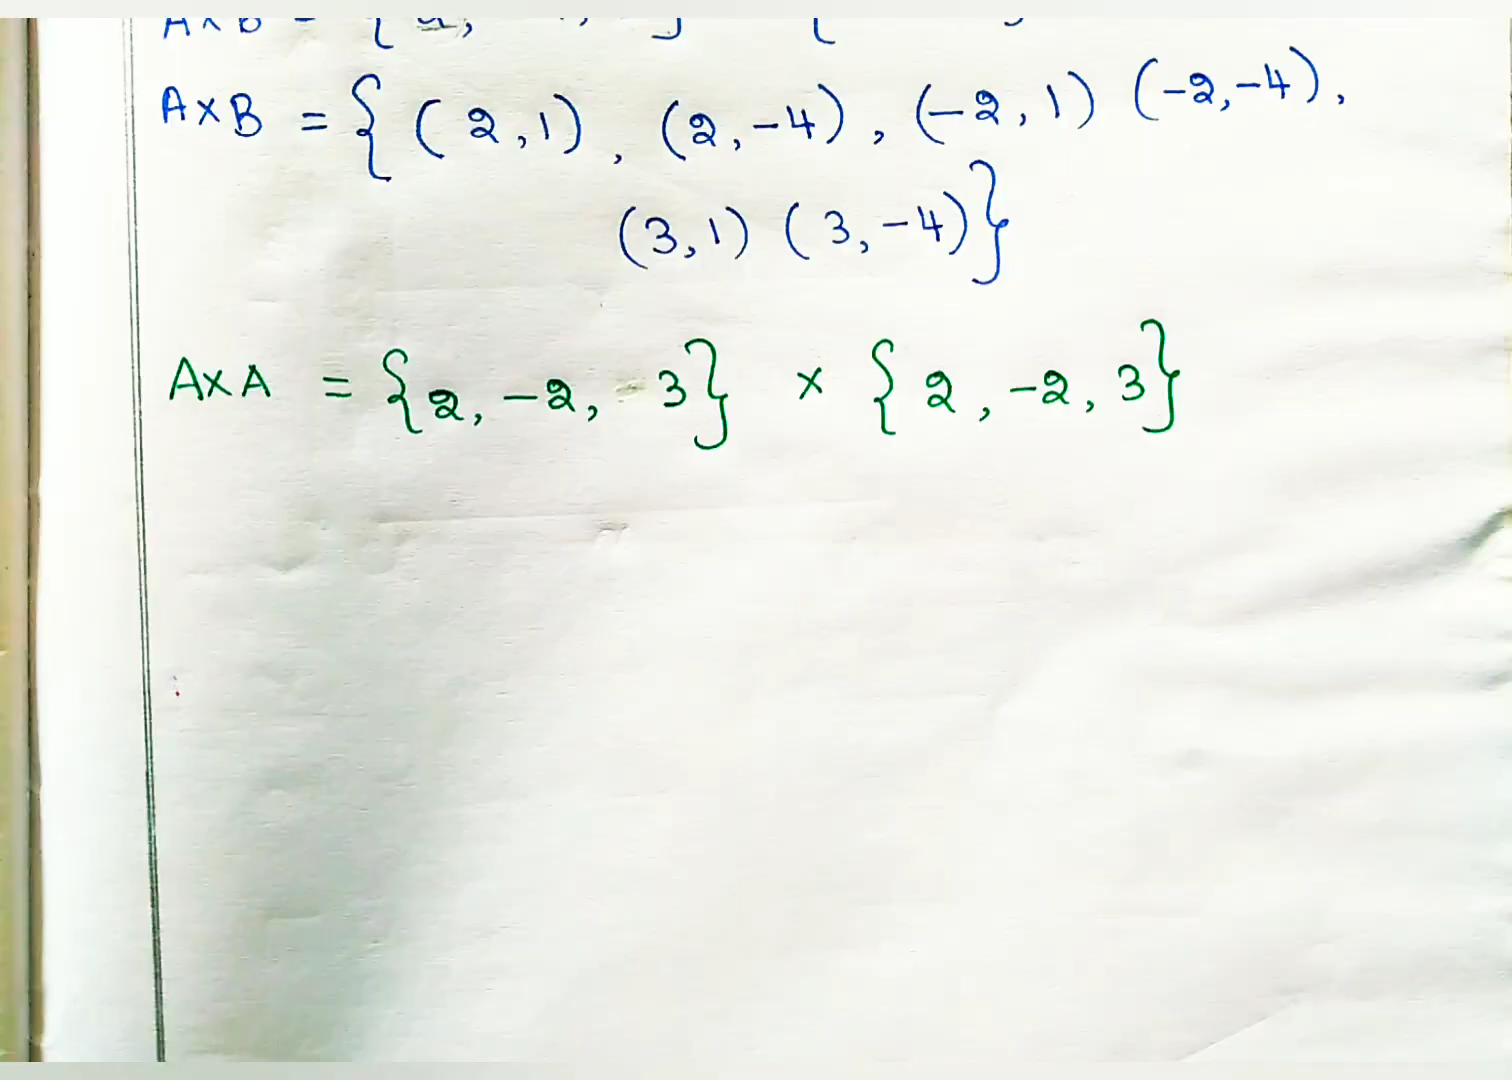 A×B = {(2,1), (2,-4), (-2,1) (-2,-4),
(3,1) (3,-4)}
A×A = {2, -2, 3} × {2, -2, 3}